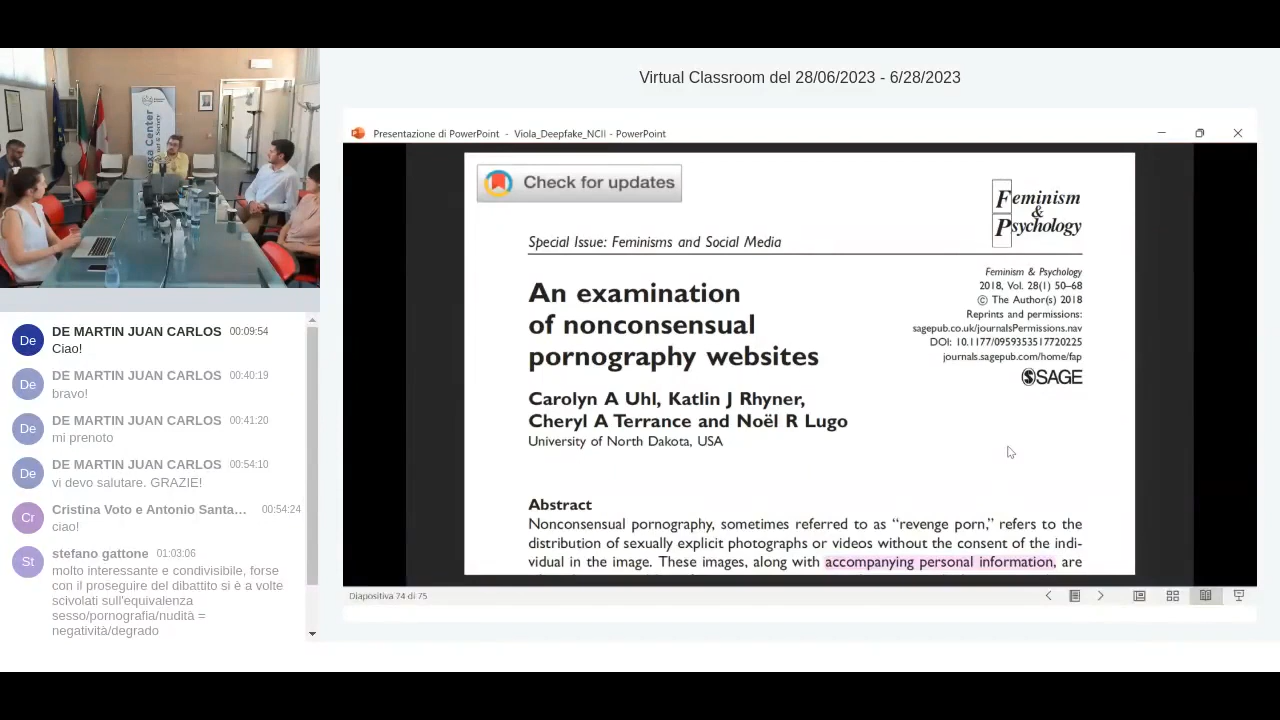 Virtual Classroom del 28/06/2023 - 6/28/2023
exa Center
& Society
DE MARTIN JUAN CARLOS 00:09:54
De
Ciao!
DE MARTIN JUAN CARLOS 00:40:19
De
bravo!
DE MARTIN JUAN CARLOS 00:41:20
De
mi prenoto
DE MARTIN JUAN CARLOS 00:54:10
De
vi devo salutare. GRAZIE!
Cristina Voto e Antonio Santa... 00:54:24
Cr
ciao!
stefano gattone 01:03:06
St
molto interessante e condivisibile, forse
con il proseguire del dibattito si è a volte
scivolati sull'equivalenza
sesso/pornografia/nudità =
negatività/degrado
Presentazione di PowerPoint - Viola_Deepfake_NCII - PowerPoint
Check for updates
Feminism
&
Psychology
Special Issue: Feminisms and Social Media
An examination
of nonconsensual
pornography websites
Feminism & Psychology
2018, Vol. 28(1) 50–68
© The Author(s) 2018
Reprints and permissions:
sagepub.co.uk/journalsPermissions.nav
DOI: 10.1177/0959353517720225
journals.sagepub.com/home/fap
SAGE
Carolyn A Uhl, Katlin J Rhyner,
Cheryl A Terrance and Noël R Lugo
University of North Dakota, USA
Abstract
Nonconsensual pornography, sometimes referred to as “revenge porn,” refers to the
distribution of sexually explicit photographs or videos without the consent of the indi-
vidual in the image. These images, along with accompanying personal information, are
Diapositiva 74 di 75